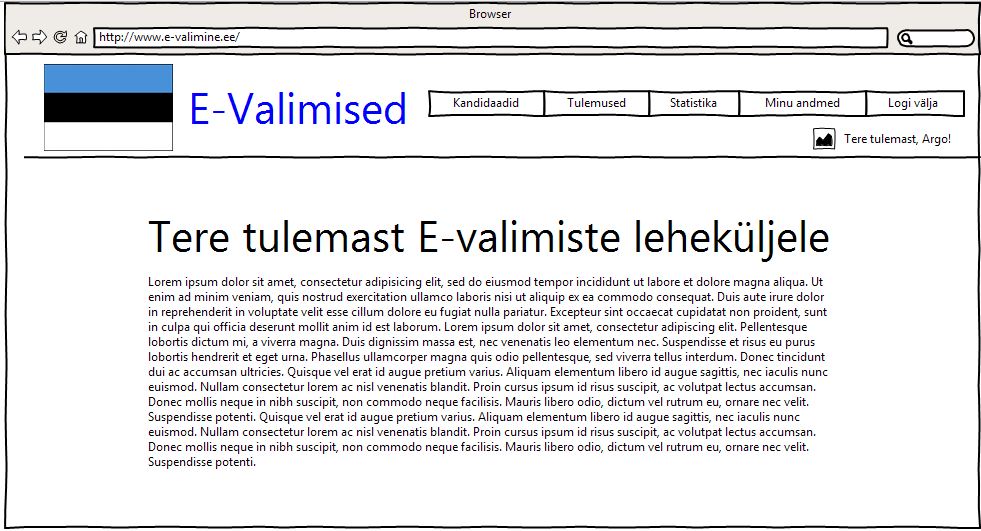 Browser
http://www.e-valimine.ee/
E-Valimised
Kandidaadid Tulemused Statistika Minu andmed Logi välja
Tere tulemast, Argo!
Tere tulemast E-valimiste leheküljele
Lorem ipsum dolor sit amet, consectetur adipisicing elit, sed do eiusmod tempor incididunt ut labore et dolore magna aliqua. Ut
enim ad minim veniam, quis nostrud exercitation ullamco laboris nisi ut aliquip ex ea commodo consequat. Duis aute irure dolor
in reprehenderit in voluptate velit esse cillum dolore eu fugiat nulla pariatur. Excepteur sint occaecat cupidatat non proident, sunt
in culpa qui officia deserunt mollit anim id est laborum. Lorem ipsum dolor sit amet, consectetur adipiscing elit. Pellentesque
lobortis dictum mi, a viverra magna. Duis dignissim massa est, nec venenatis leo elementum nec. Suspendisse et risus eu purus
lobortis hendrerit et eget urna. Phasellus ullamcorper magna quis odio pellentesque, sed viverra tellus interdum. Donec tincidunt
dui ac accumsan ultricies. Quisque vel erat id augue pretium varius. Aliquam elementum libero id augue sagittis, nec iaculis nunc
euismod. Nullam consectetur lorem ac nisl venenatis blandit. Proin cursus ipsum id risus suscipit, ac volutpat lectus accumsan.
Donec mollis neque in nibh suscipit, non commodo neque facilisis. Mauris libero odio, dictum vel rutrum eu, ornare nec velit.
Suspendisse potenti. Quisque vel erat id augue pretium varius. Aliquam elementum libero id augue sagittis, nec iaculis nunc
euismod. Nullam consectetur lorem ac nisl venenatis blandit. Proin cursus ipsum id risus suscipit, ac volutpat lectus accumsan.
Donec mollis neque in nibh suscipit, non commodo neque facilisis. Mauris libero odio, dictum vel rutrum eu, ornare nec velit.
Suspendisse potenti.